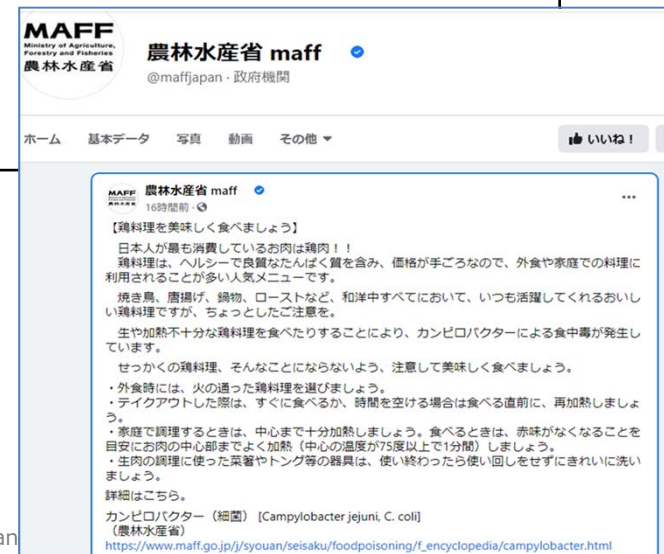 MAFF
Ministry of Agriculture,
Forestry and Fisheries
農林水産省
農林水産省 maff
@maffjapan · 政府機関
ホーム 基本データ 写真 動画 その他
いいね！
MAFF 農林水産省 maff
16時間前
【鶏料理を美味しく食べましょう】
日本人が最も消費しているお肉は鶏肉！！
鶏料理は、ヘルシーで良質なたんぱく質を含み、価格が手ごろなので、外食や家庭での料理に
利用されることが多い人気メニューです。
焼き鳥、唐揚げ、鍋物、ローストなど、和洋中すべてにおいて、いつも活躍してくれるおいし
い鶏料理ですが、ちょっとしたご注意を。
生や加熱不十分な鶏料理を食べたりすることにより、カンピロバクターによる食中毒が発生し
ています。
せっかくの鶏料理、そんなことにならないよう、注意して美味しく食べましょう。
・外食時には、火の通った鶏料理を選びましょう。
・テイクアウトした際は、すぐに食べるか、時間を空ける場合は食べる直前に、再加熱しましょ
う。
・家庭で調理するときは、中心まで十分加熱しましょう。食べるときは、赤味がなくなることを
目安にお肉の中心部までよく加熱（中心の温度が75度以上で1分間）しましょう。
・生肉の調理に使った菜箸やトング等の器具は、使い終わったら使い回しをせずにきれいに洗い
ましょう。
詳細はこちら。
カンピロバクター（細菌） [Campylobacter jejuni, C. coli]
（農林水産省）
https://www.maff.go.jp/j/syouan/seisaku/foodpoisoning/f_encyclopedia/campylobacter.html
an